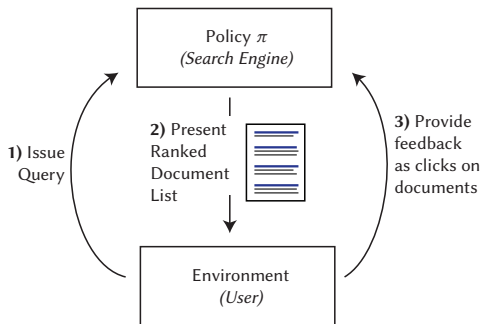 Policy π
(Search Engine)
1) Issue
Query
2) Present
Ranked
Document
List
3) Provide
feedback
as clicks on
documents
Environment
(User)